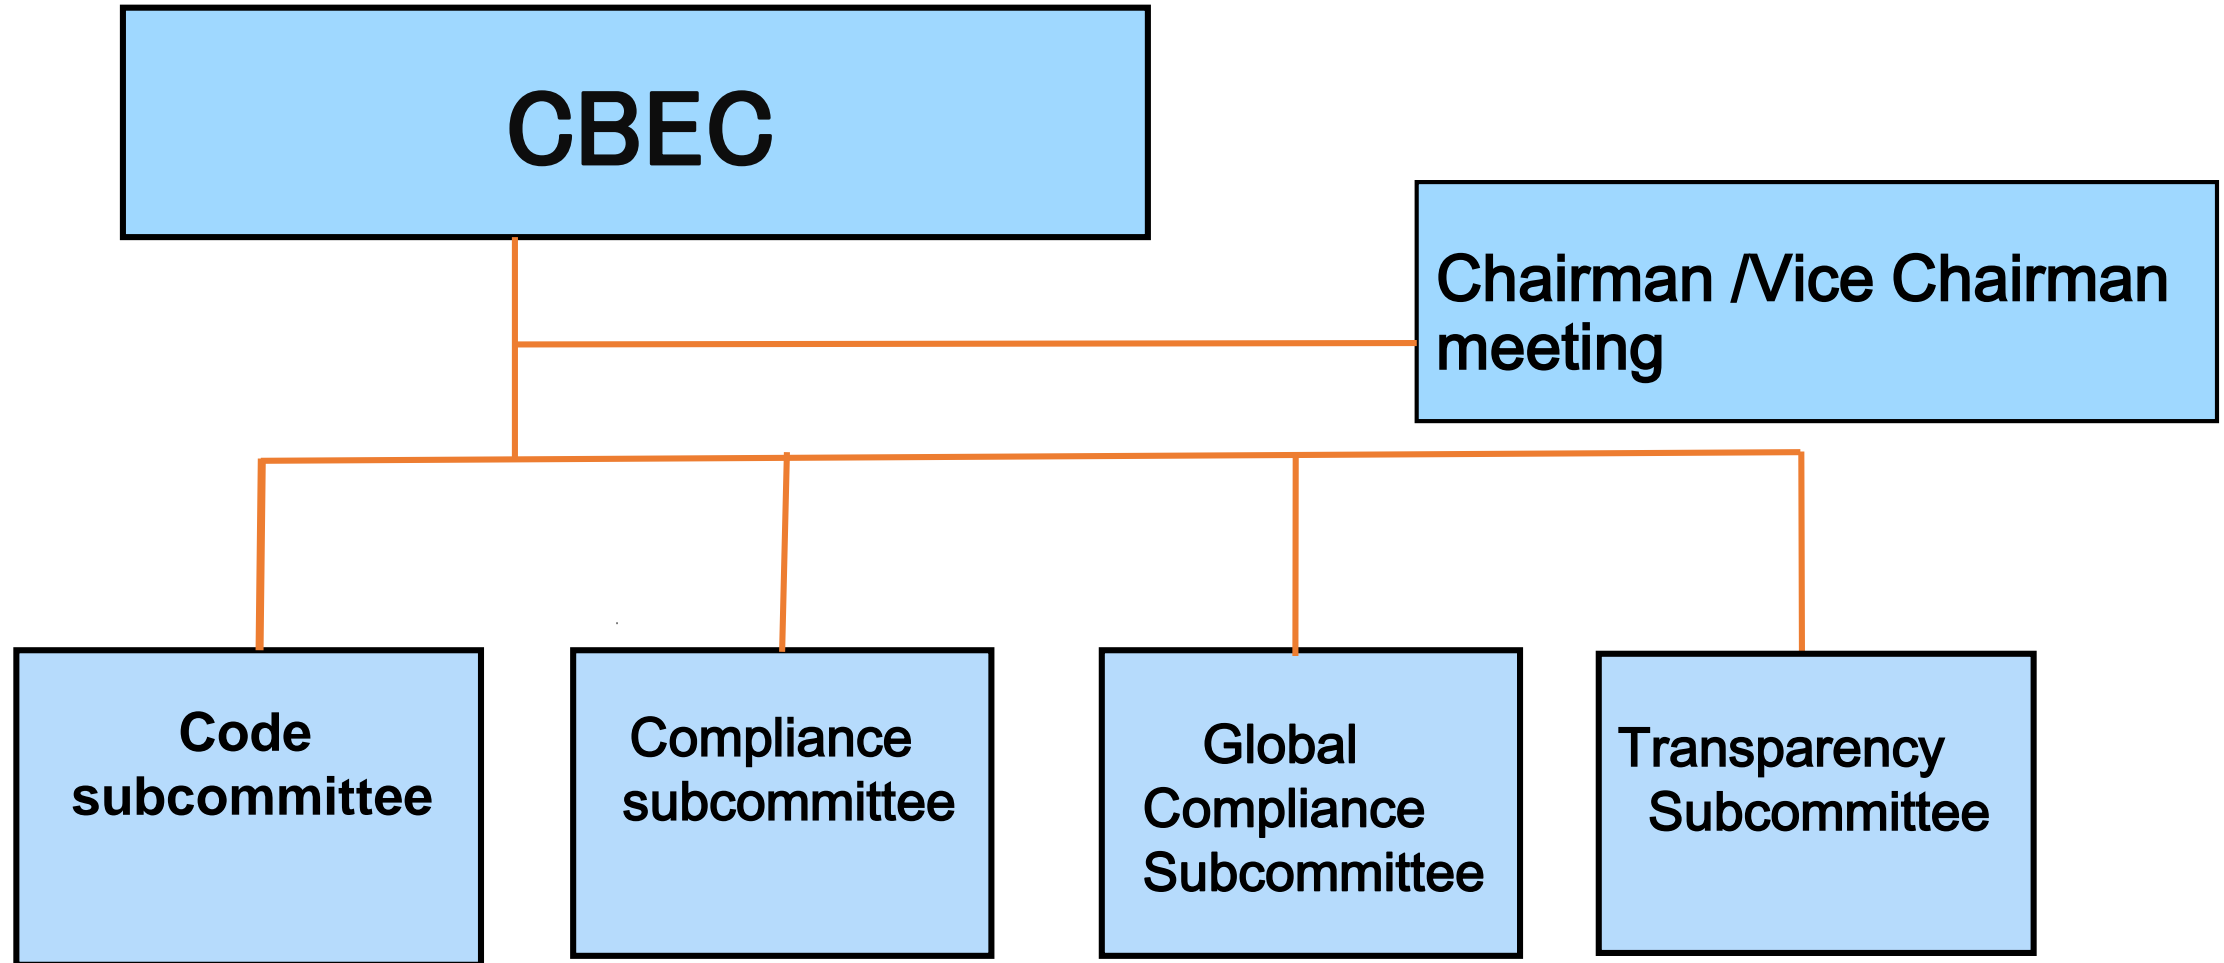 CBEC
Chairman /Vice Chairman
meeting
Code
subcommittee
Compliance
subcommittee
Global
Compliance
Subcommittee
Transparency
Subcommittee